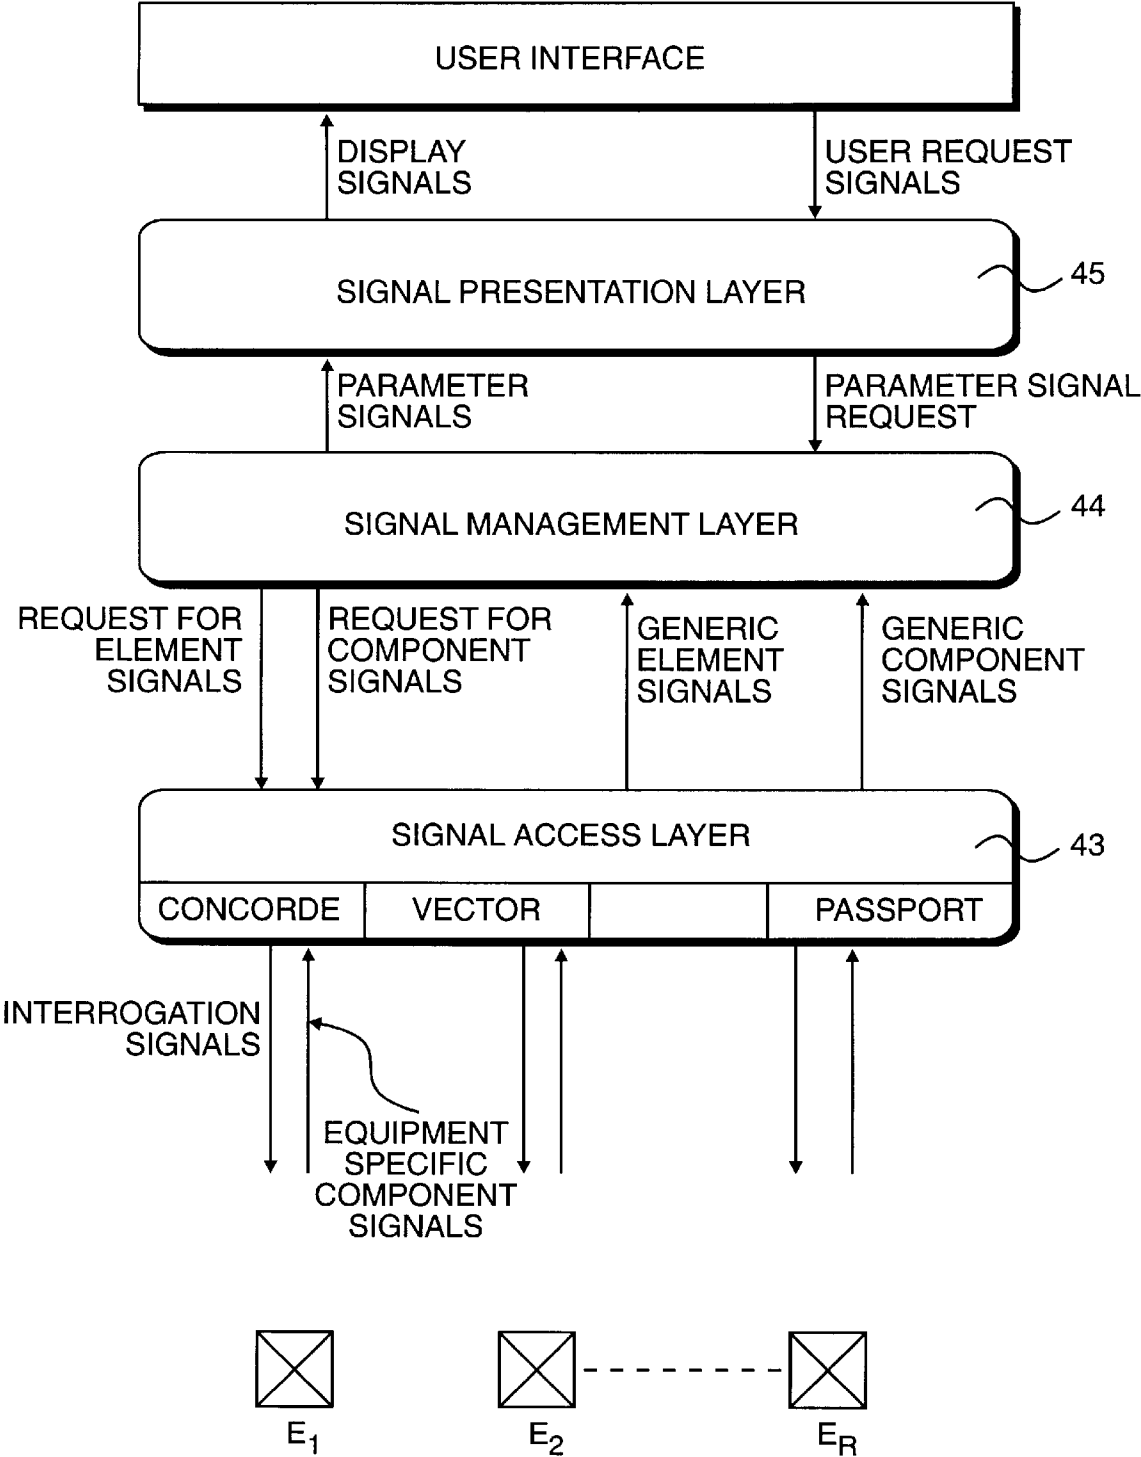 USER INTERFACE
DISPLAY
SIGNALS
USER REQUEST
SIGNALS
SIGNAL PRESENTATION LAYER
45
PARAMETER
SIGNALS
PARAMETER SIGNAL
REQUEST
SIGNAL MANAGEMENT LAYER
44
REQUEST FOR
ELEMENT
SIGNALS
REQUEST FOR
COMPONENT
SIGNALS
GENERIC
ELEMENT
SIGNALS
GENERIC
COMPONENT
SIGNALS
SIGNAL ACCESS LAYER
43
CONCORDE
VECTOR
PASSPORT
INTERROGATION
SIGNALS
EQUIPMENT
SPECIFIC
COMPONENT
SIGNALS
E1
E2
ER